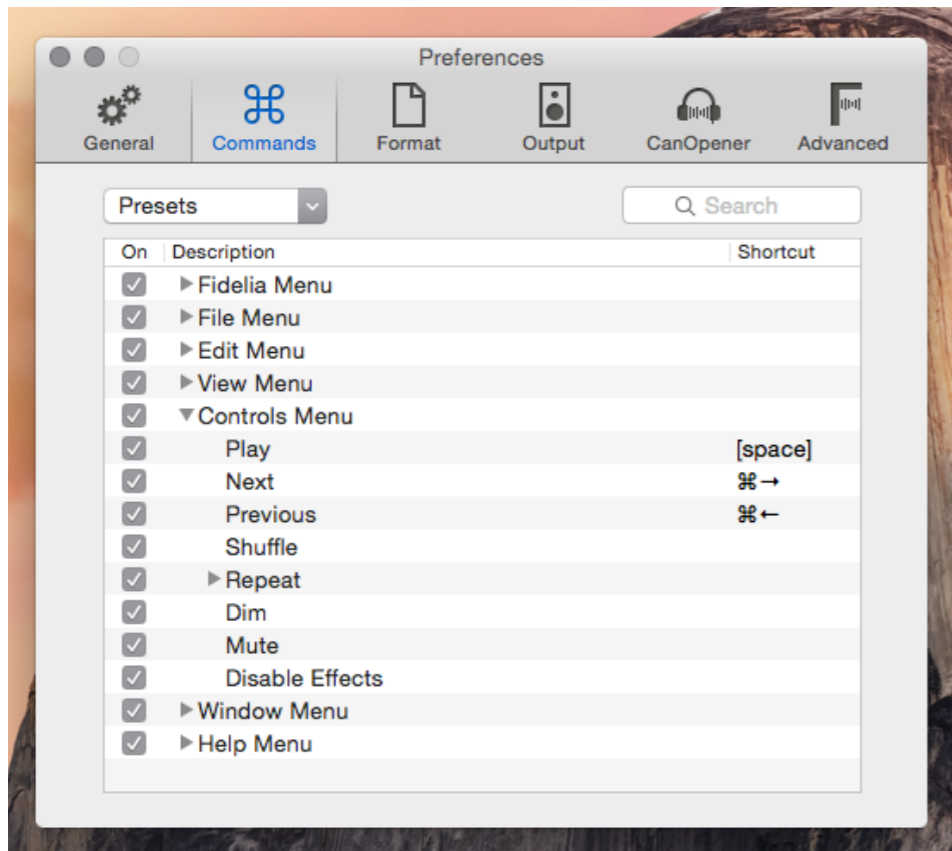 Preferences
General Commands Format Output CanOpener Advanced
Presets Search
On Description Shortcut
Fidelia Menu
File Menu
Edit Menu
View Menu
Controls Menu
Play [space]
Next ⌘→
Previous ⌘←
Shuffle
Repeat
Dim
Mute
Disable Effects
Window Menu
Help Menu